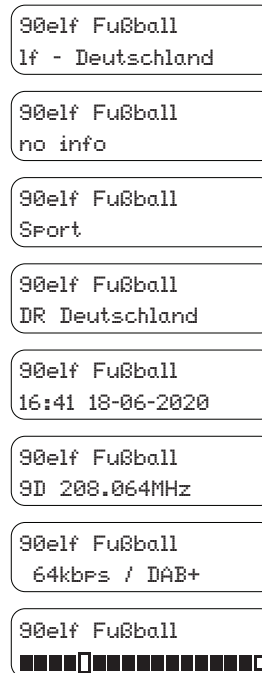 90elf Fußball
lf - Deutschland
90elf Fußball
no info
90elf Fußball
Sport
90elf Fußball
DR Deutschland
90elf Fußball
16:41 18-06-2020
90elf Fußball
9D 208.064MHz
90elf Fußball
64kbps / DAB+
90elf Fußball